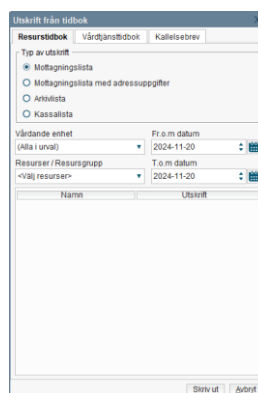 Utskrift från tidbok
Resurstidbok Vårdtjänsttidbok Kallelsebrev
Typ av utskrift
Mottagningslista
Mottagningslista med adressuppgifter
Arkivlista
Kassalista
Vårdande enhet Fr.o.m datum
(Alla i urval) 2024-11-20
Resurser / Resursgrupp T.o.m datum
<Välj resurser> 2024-11-20
Namn Utskrift
Skriv ut Avbryt